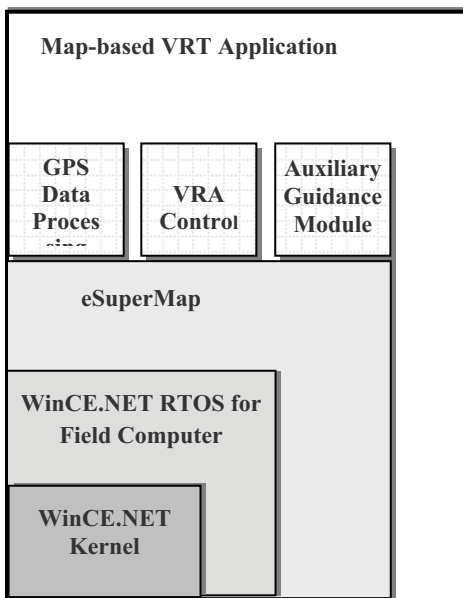 Map-based VRT Application
GPS
Data
Proces
sing
VRA
Control
Auxiliary
Guidance
Module
eSuperMap
WinCE.NET RTOS for
Field Computer
WinCE.NET
Kernel